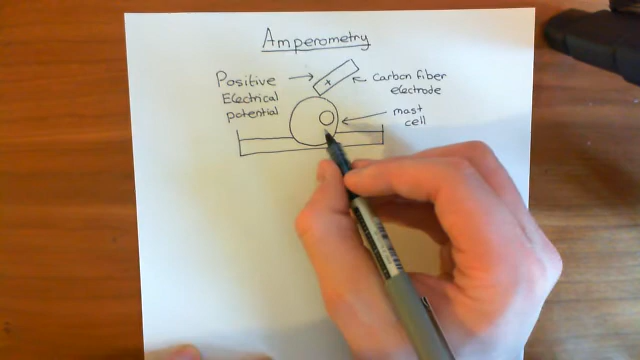 Amperometry
Positive
Electrical
potential
+
Carbon fiber
electrode
mast
cell